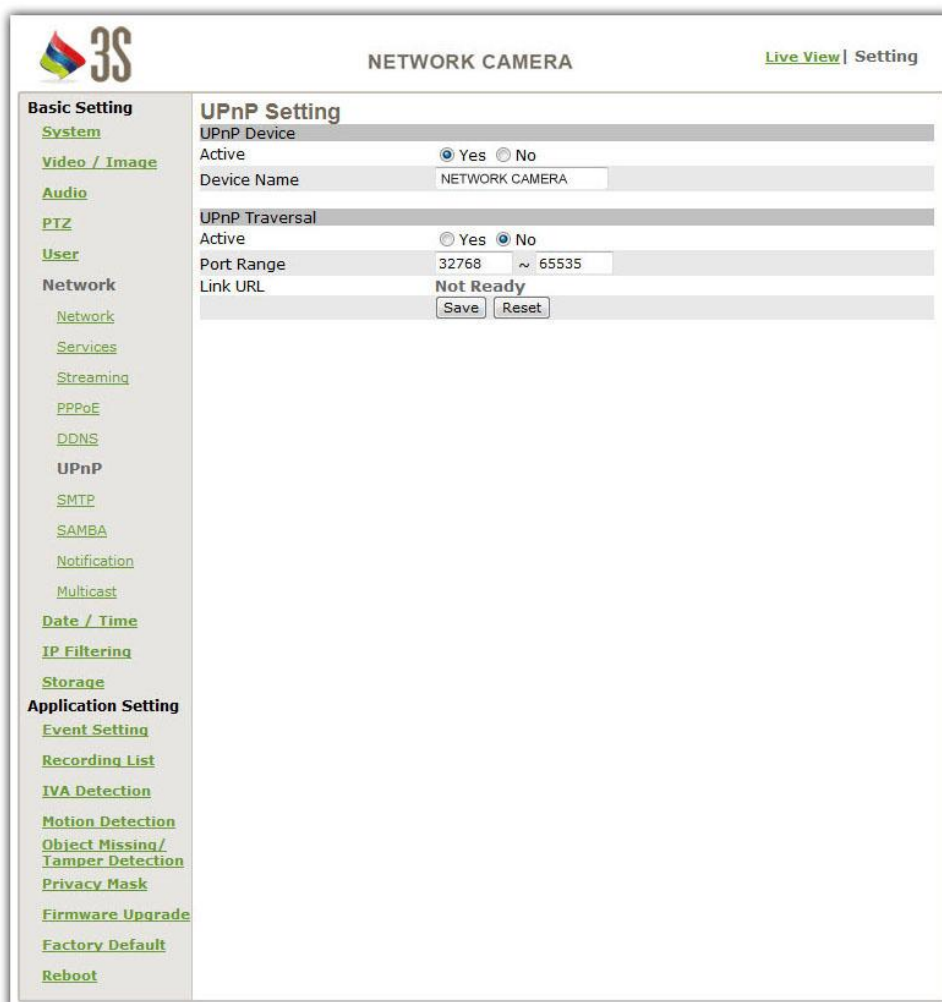 3S
NETWORK CAMERA
Live View| Setting
Basic Setting
System
Video / Image
Audio
PTZ
User
Network
Network
Services
Streaming
PPPoE
DDNS
UPnP
SMTP
SAMBA
Notification
Multicast
Date / Time
IP Filtering
Storage
Application Setting
Event Setting
Recording List
IVA Detection
Motion Detection
Object Missing/
Tamper Detection
Privacy Mask
Firmware Upgrade
Factory Default
Reboot
UPnP Setting
UPnP Device
Active Yes No
Device Name NETWORK CAMERA
UPnP Traversal
Active Yes No
Port Range 32768 ~ 65535
Link URL Not Ready
Save Reset